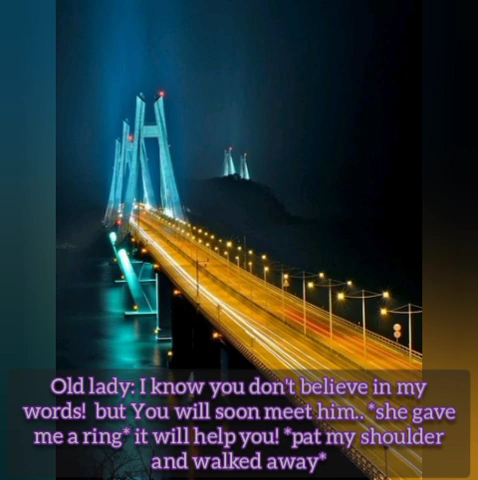 Old lady: I know you don't believe in my
words! but You will soon meet him.. *she gave
me a ring* it will help you! *pat my shoulder
and walked away*